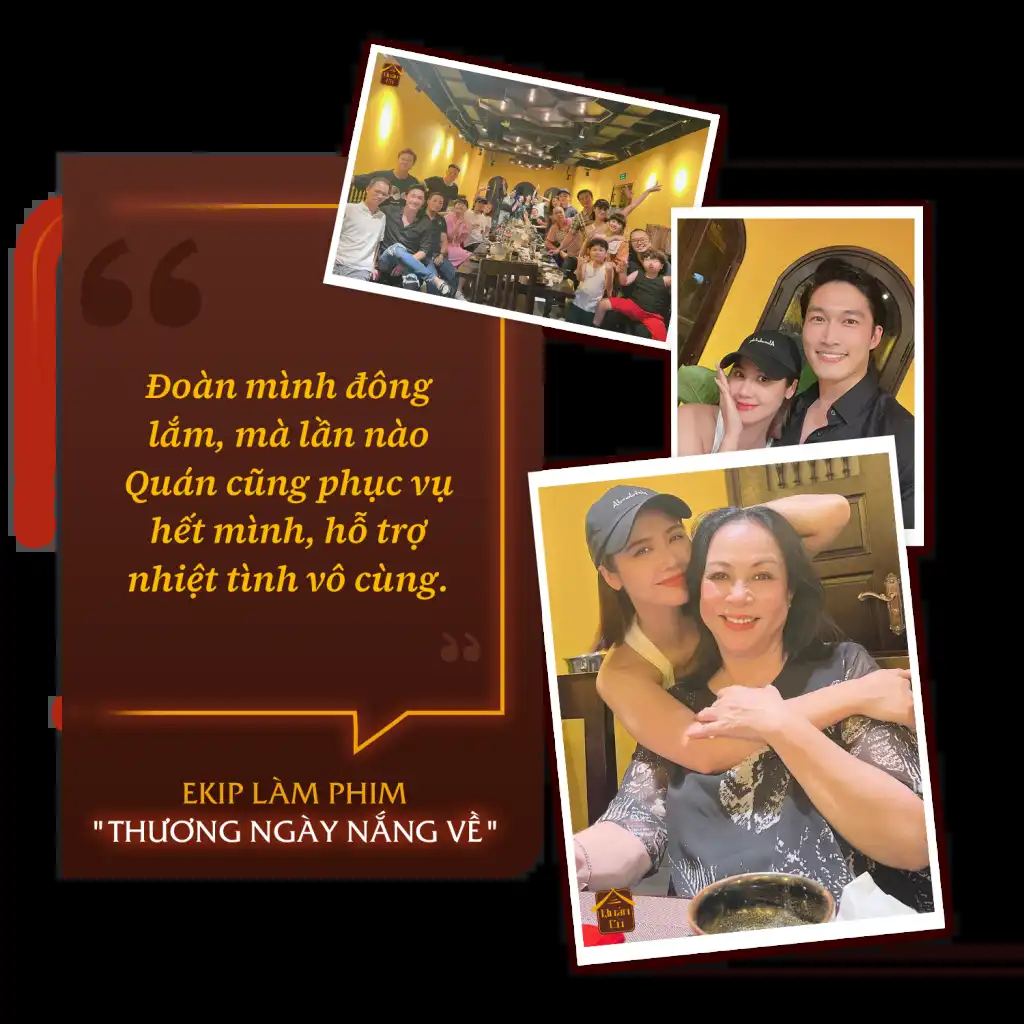 Đoàn mình đông
lắm, mà lần nào
Quán cũng phục vụ
hết mình, hỗ trợ
nhiệt tình vô cùng.
EKIP LÀM PHIM
"THƯƠNG NGÀY NẮNG VỀ"